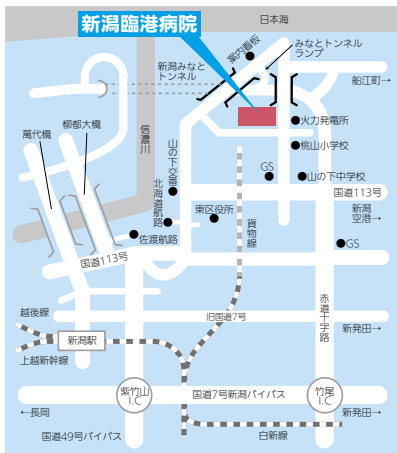 日本海
新潟臨港病院
案内看板
みなとトンネル
ランプ
新潟みなと
トンネル
船江町→
火力発電所
桃山小学校
柳都大橋
萬代橋
信濃川
山の下交番
GS
山の下中学校
北海道航路
国道113号
東区役所
新潟
空港→
貨物線
佐渡航路
GS
国道113号
赤道十字路
越後線
旧国道7号
新発田→
新潟駅
上越新幹線
紫竹山
I.C
国道7号新潟バイパス
竹尾
I.C
←長岡
新発田→
国道49号バイパス
白新線